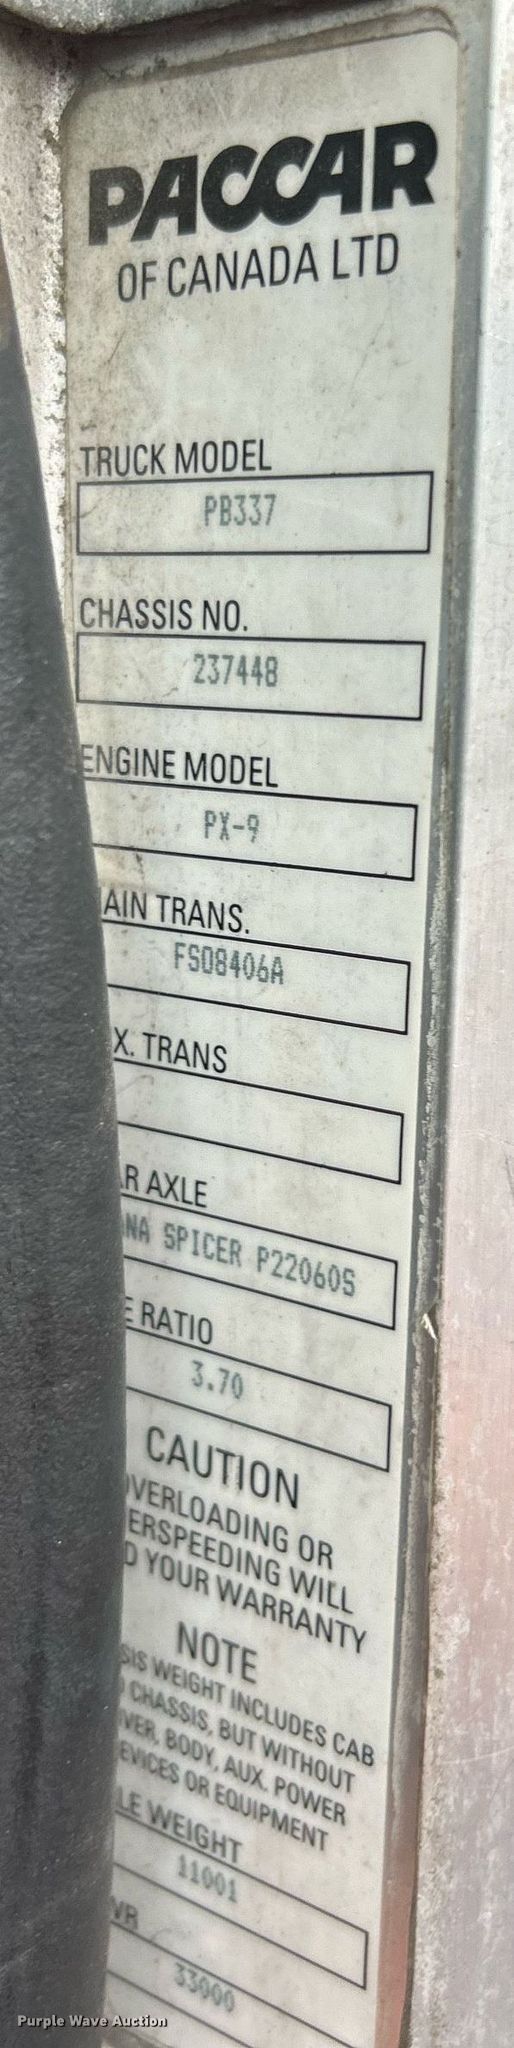 PACCAR
OF CANADA LTD
TRUCK MODEL
PB337
CHASSIS NO.
237448
ENGINE MODEL
PX-9
AIN TRANS.
FS08406A
X. TRANS
R AXLE
NA SPICER P22060S
E RATIO
3.70
CAUTION
OVERLOADING OR
ERSPEEDING WILL
D YOUR WARRANTY
NOTE
SIS WEIGHT INCLUDES CAB
D CHASSIS, BUT WITHOUT
VER, BODY, AUX. POWER
EVICES OR EQUIPMENT
LE WEIGHT
11001
VR
33000
Purple Wave Auction